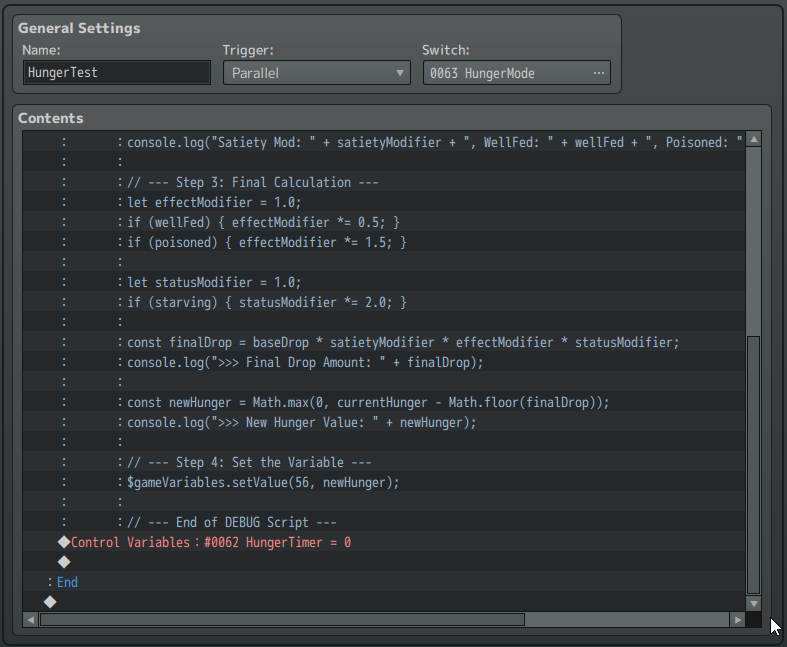 General Settings
Name: Trigger: Switch:
HungerTest Parallel 0063 HungerMode ...
Contents
: : console.log("Satiety Mod: " + satietyModifier + ", WellFed: " + wellFed + ", Poisoned: "
: :
: : // --- Step 3: Final Calculation ---
: : let effectModifier = 1.0;
: : if (wellFed) { effectModifier *= 0.5; }
: : if (poisoned) { effectModifier *= 1.5; }
: :
: : let statusModifier = 1.0;
: : if (starving) { statusModifier *= 2.0; }
: :
: : const finalDrop = baseDrop * satietyModifier * effectModifier * statusModifier;
: : console.log(">>> Final Drop Amount: " + finalDrop);
: :
: : const newHunger = Math.max(0, currentHunger - Math.floor(finalDrop));
: : console.log(">>> New Hunger Value: " + newHunger);
: :
: : // --- Step 4: Set the Variable ---
: : $gameVariables.setValue(56, newHunger);
: :
: : // --- End of DEBUG Script ---
◆Control Variables : #0062 HungerTimer = 0
◆
: End
◆